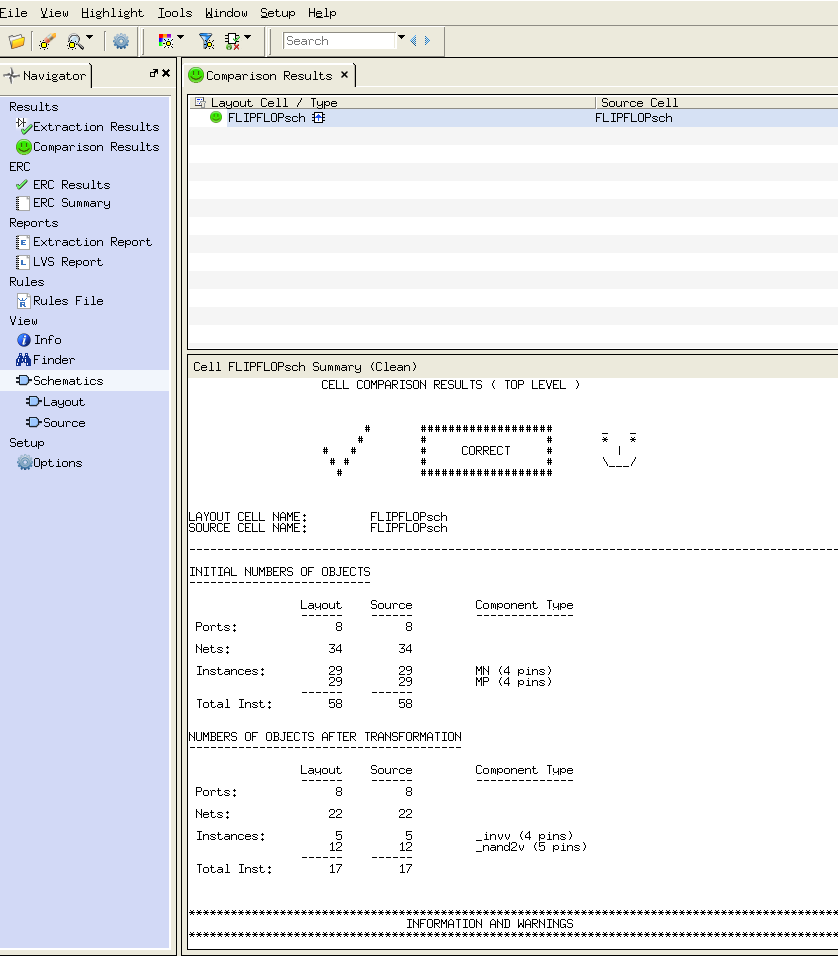 File View Highlight Tools Window Setup Help
Search
Navigator
Comparison Results
Results
Extraction Results
Comparison Results
ERC
ERC Results
ERC Summary
Reports
Extraction Report
LVS Report
Rules
Rules File
View
Info
Finder
Schematics
Layout
Source
Setup
Options
Layout Cell / Type Source Cell
FLIPFLOPsch FLIPFLOPsch
Cell FLIPFLOPsch Summary (Clean)
CELL COMPARISON RESULTS ( TOP LEVEL )
# ##################### _ _
# # # * *
# # # CORRECT # |
# # # # \___/
# #####################
LAYOUT CELL NAME: FLIPFLOPsch
SOURCE CELL NAME: FLIPFLOPsch
INITIAL NUMBERS OF OBJECTS
Layout Source Component Type
Ports: 8 8
Nets: 34 34
Instances: 29 29 MN (4 pins)
29 29 MP (4 pins)
Total Inst: 58 58
NUMBERS OF OBJECTS AFTER TRANSFORMATION
Layout Source Component Type
Ports: 8 8
Nets: 22 22
Instances: 5 5 _invv (4 pins)
12 12 _nand2v (5 pins)
Total Inst: 17 17
INFORMATION AND WARNINGS